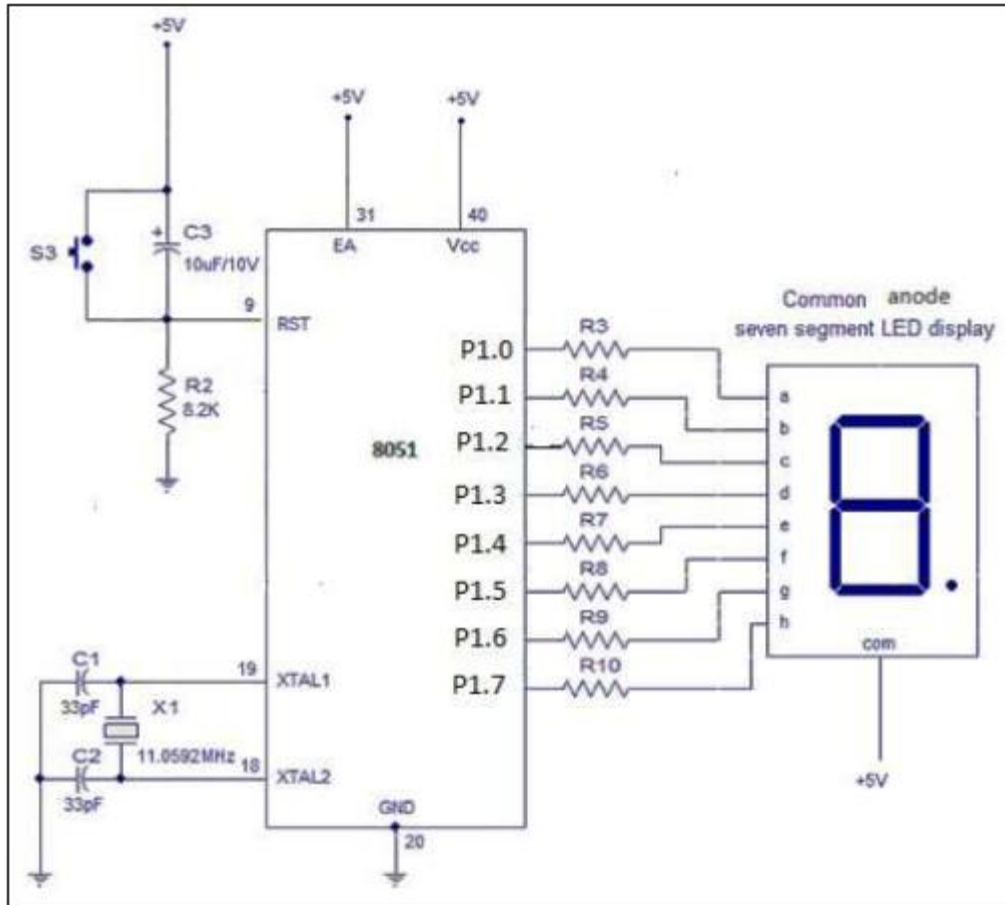 +5V
+5V
+5V
31
40
EA
Vcc
S3
+
C3
10uF/10V
9
RST
R2
8.2K
8051
P1.0
P1.1
P1.2
P1.3
P1.4
P1.5
P1.6
P1.7
R3
R4
R5
R6
R7
R8
R9
R10
Common anode
seven segment LED display
a
b
c
d
e
f
g
h
com
+5V
C1
33pF
X1
11.0592MHz
C2
33pF
19
XTAL1
18
XTAL2
GND
20